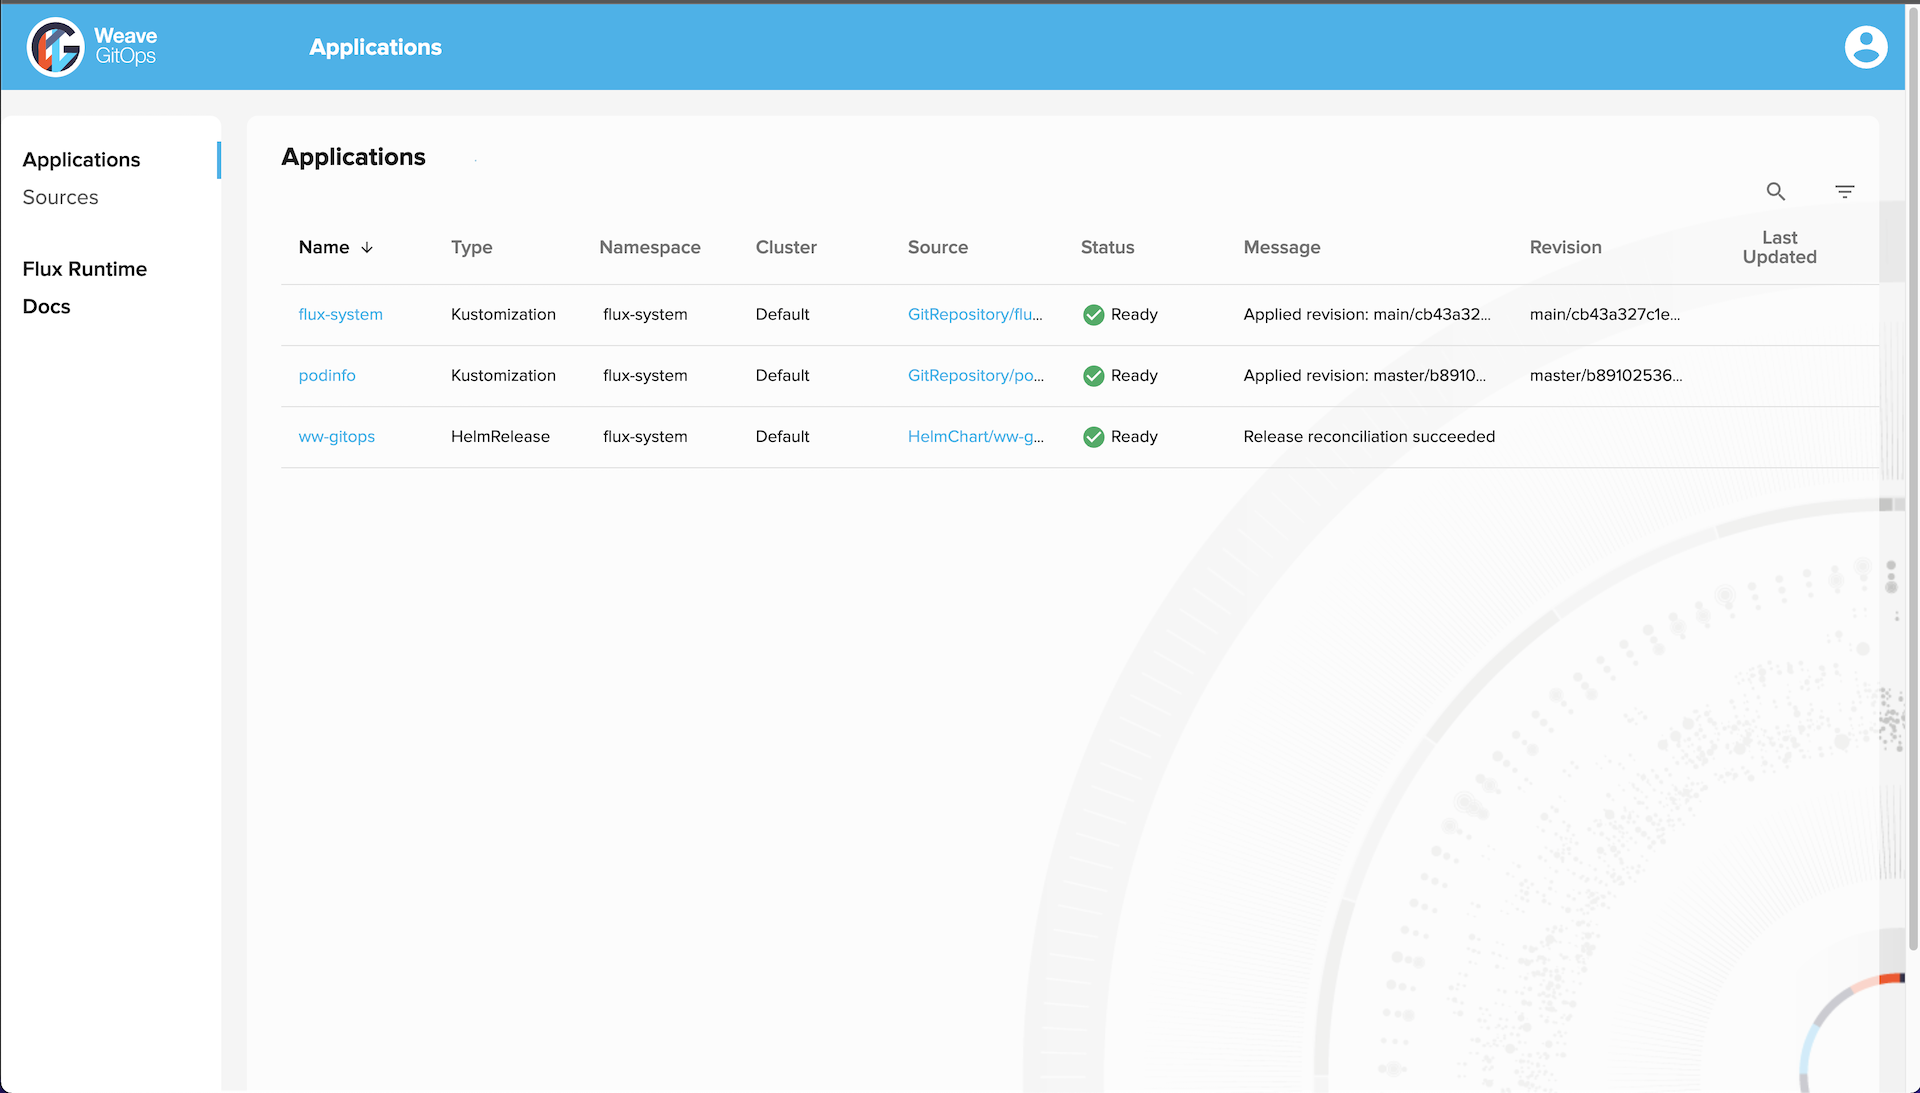 Weave
GitOps
Applications
Applications
Sources
Flux Runtime
Docs
Applications
Name Type Namespace Cluster Source Status Message Revision Last Updated
flux-system Kustomization flux-system Default GitRepository/flu... Ready Applied revision: main/cb43a32... main/cb43a327c1e...
podinfo Kustomization flux-system Default GitRepository/po... Ready Applied revision: master/b8910... master/b89102536...
ww-gitops HelmRelease flux-system Default HelmChart/ww-g... Ready Release reconciliation succeeded